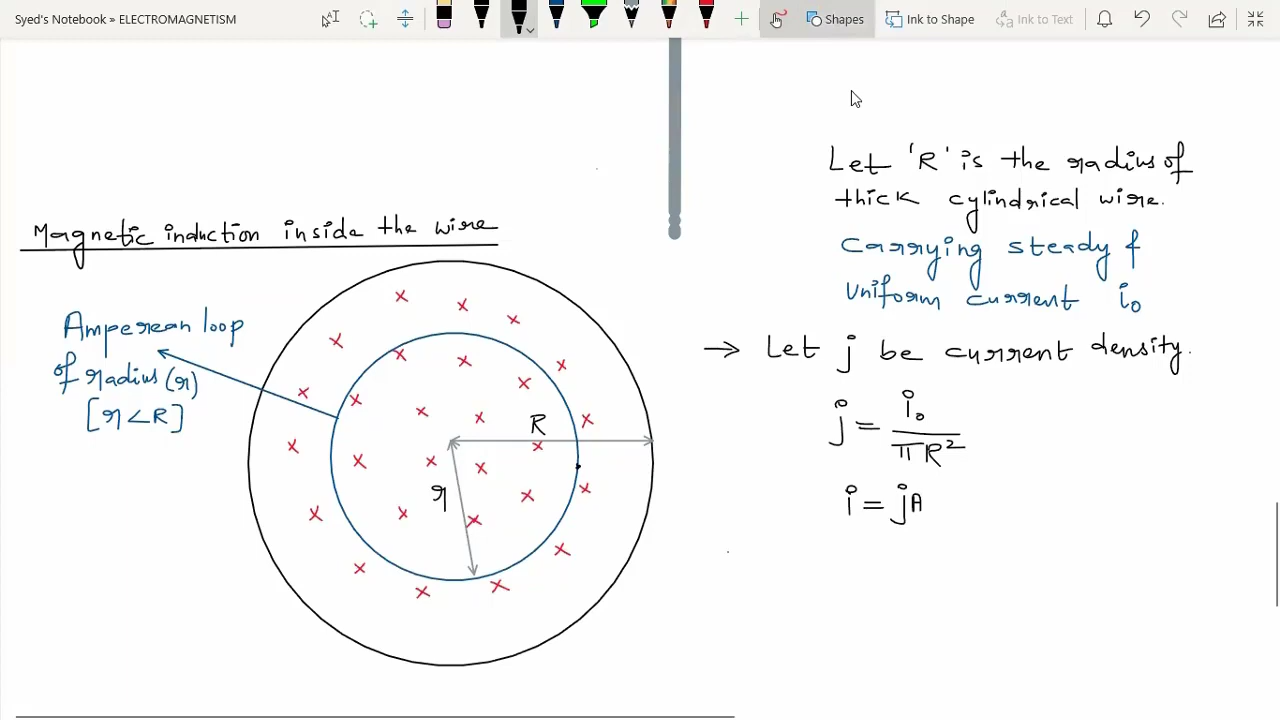 Syed's Notebook » ELECTROMAGNETISM
Shapes
Ink to Shape
Ink to Text
Magnetic induction inside the wire
Amperean loop
of radius (r)
[r < R]
R
r
Let 'R' is the radius of
thick cylindrical wire.
Carrying steady &
Uniform current i₀
→ Let j be current density.
j = i₀ / πR²
i = jA